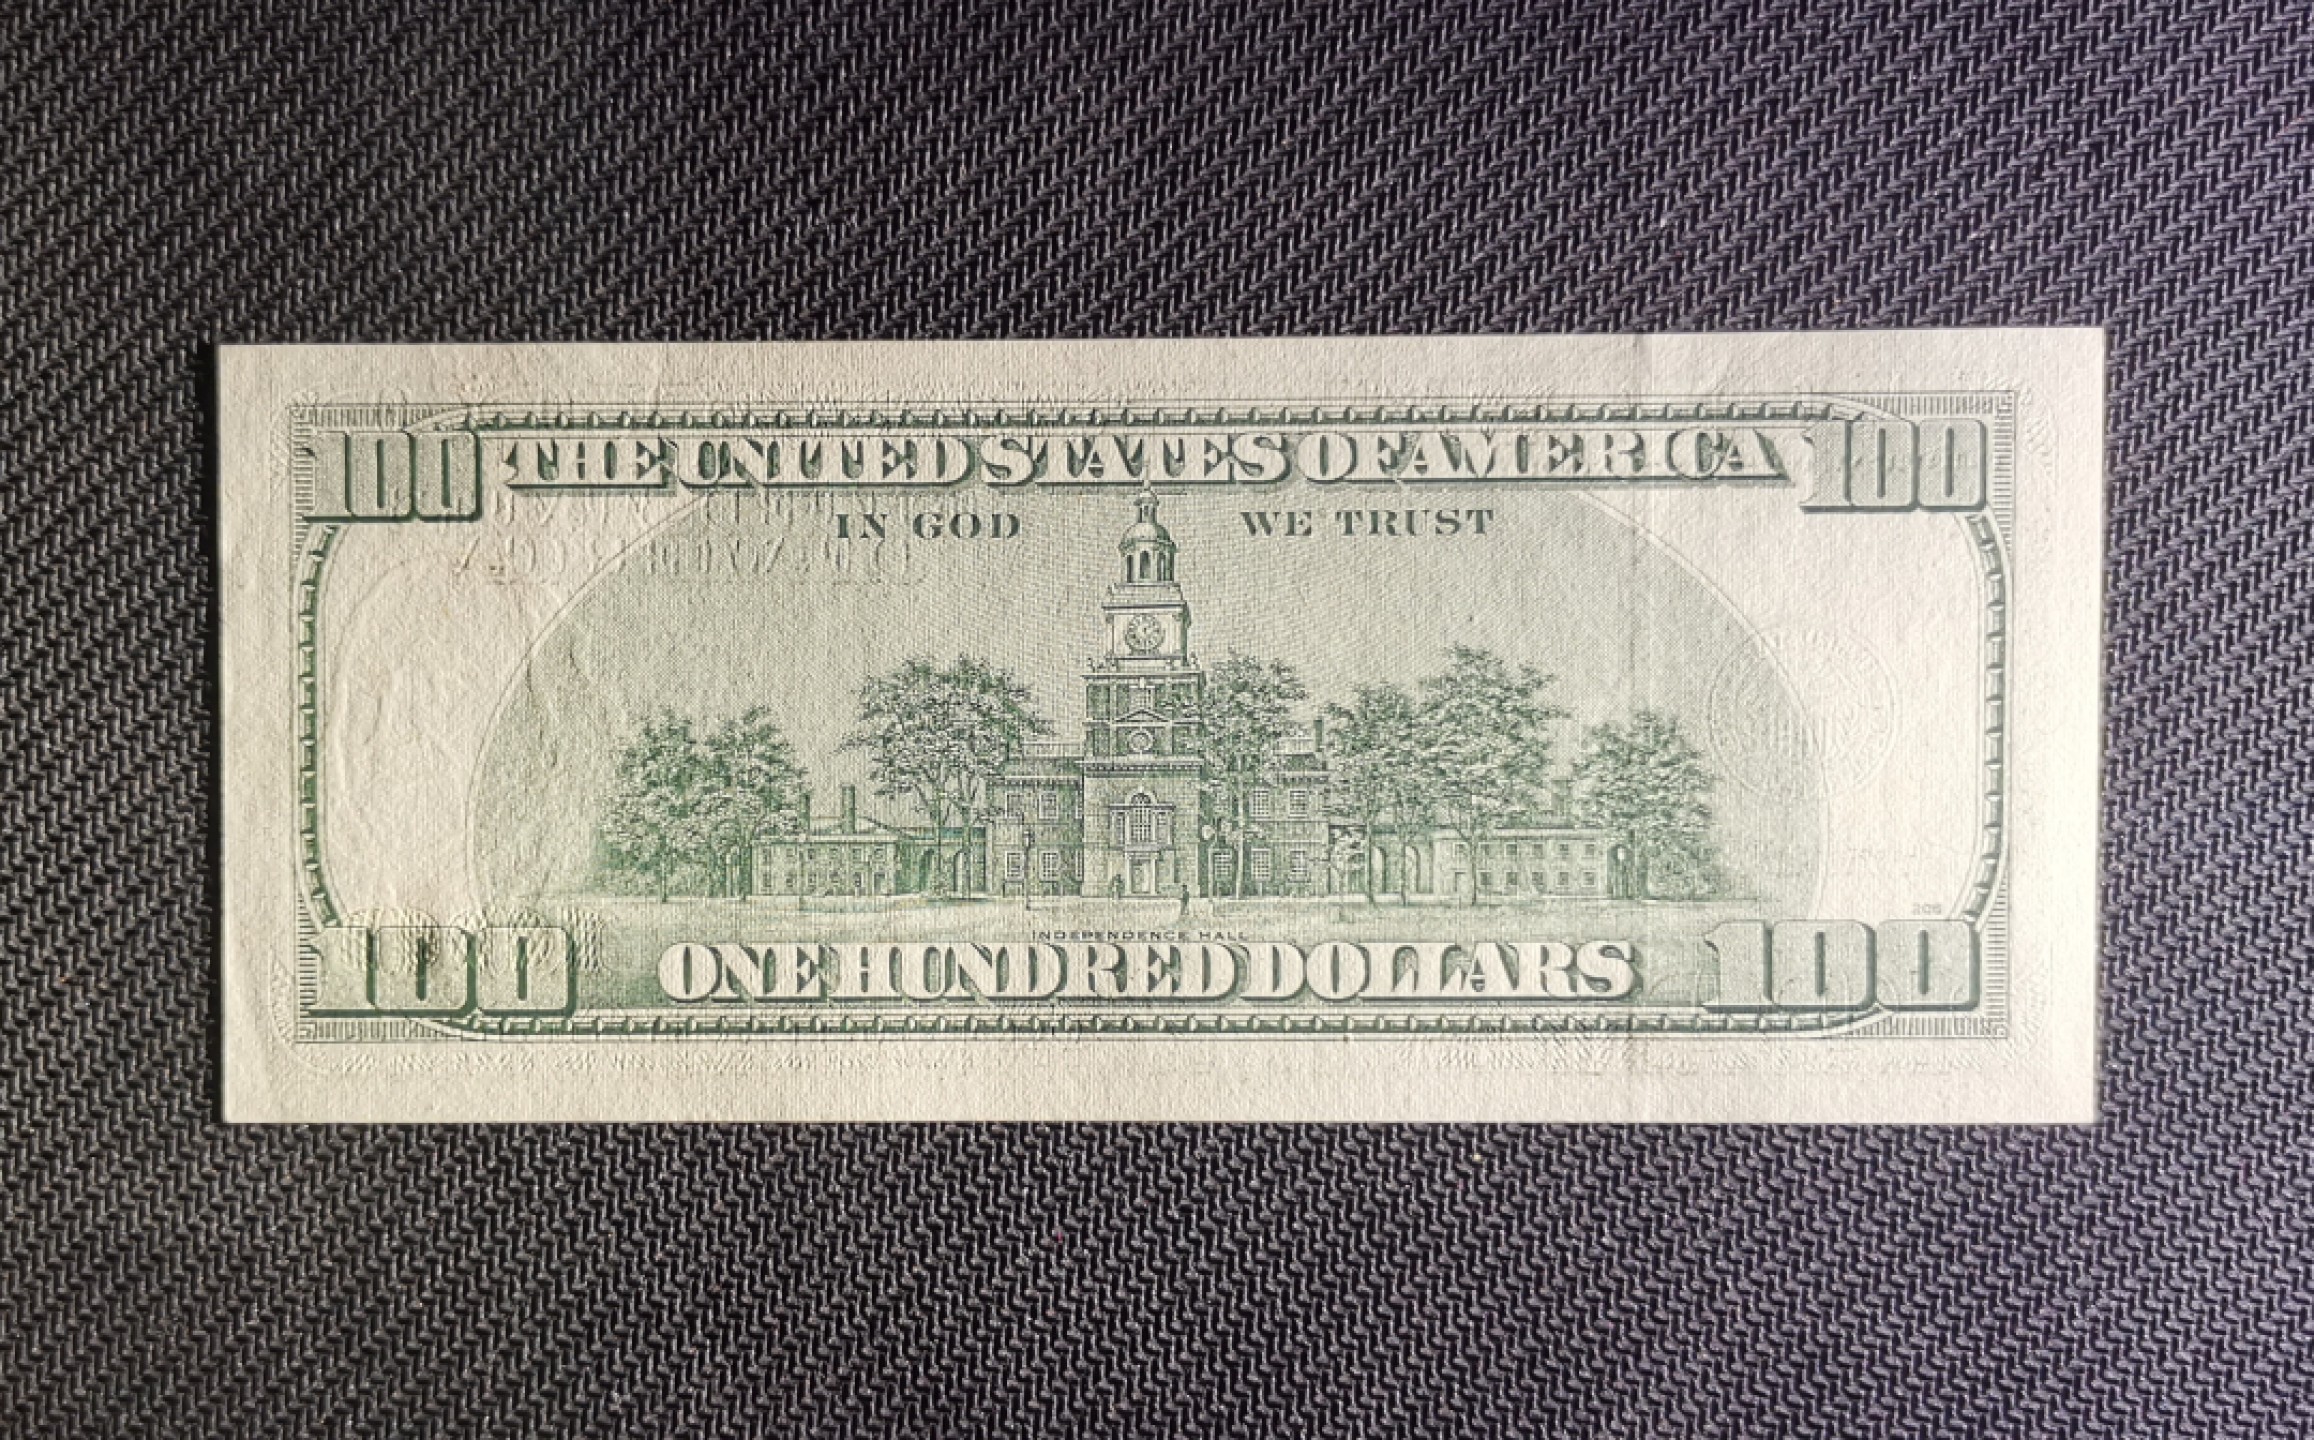 100 THE UNITED STATES OF AMERICA 100
IN GOD WE TRUST
INDEPENDENCE HALL
100 ONE HUNDRED DOLLARS 100